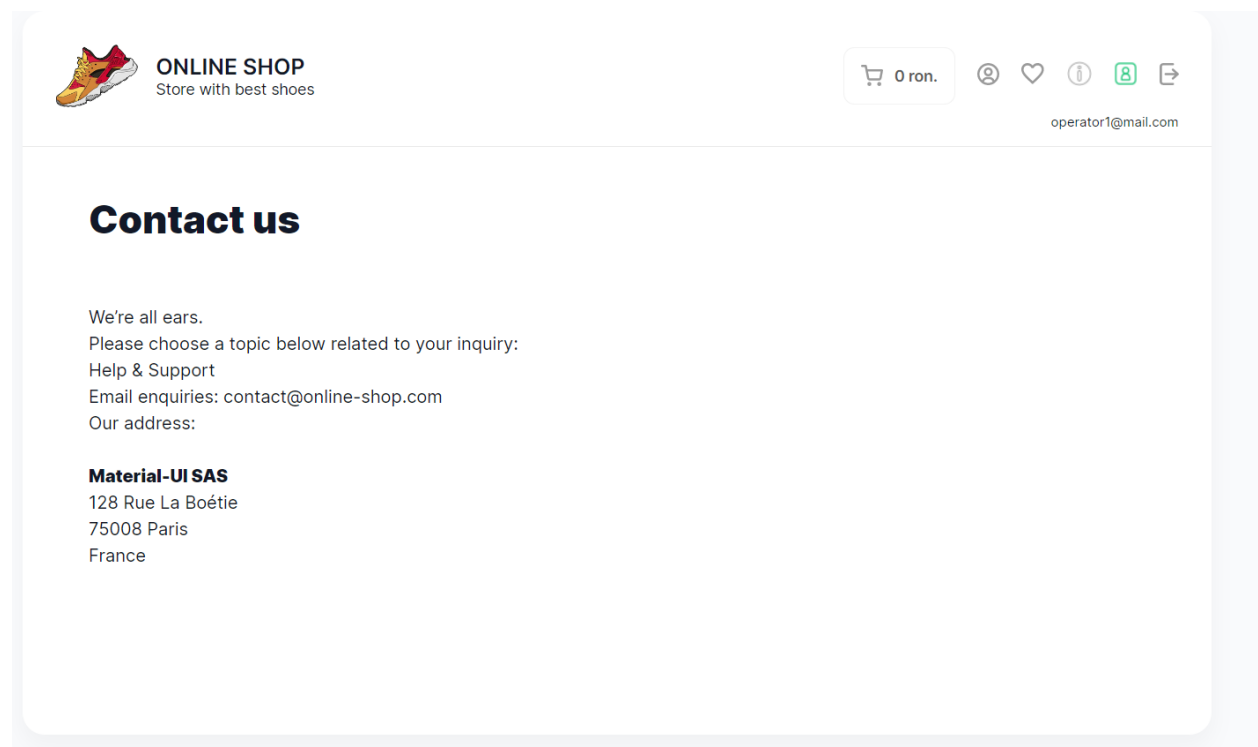 ONLINE SHOP
Store with best shoes
0 ron.
operator1@mail.com
Contact us
We’re all ears.
Please choose a topic below related to your inquiry:
Help & Support
Email enquiries: contact@online-shop.com
Our address:
Material-UI SAS
128 Rue La Boétie
75008 Paris
France